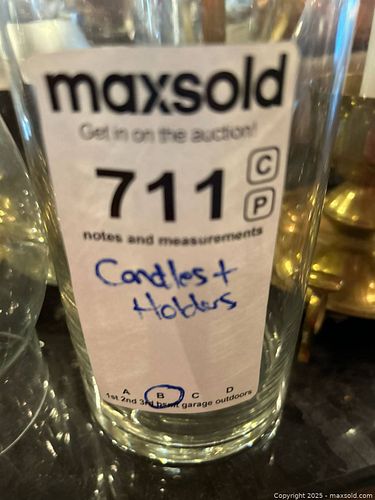 maxsold
Get in on the auction!
711
C
P
notes and measurements
Candles +
Holders
A B C D
1st 2nd 3rd bsmt garage outdoors
Copyright 2025 - maxsold.com